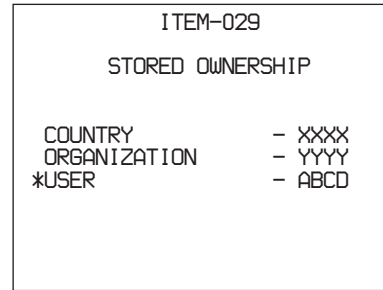 ITEM-029
STORED OWNERSHIP
COUNTRY - XXXX
ORGANIZATION - YYYY
*USER - ABCD